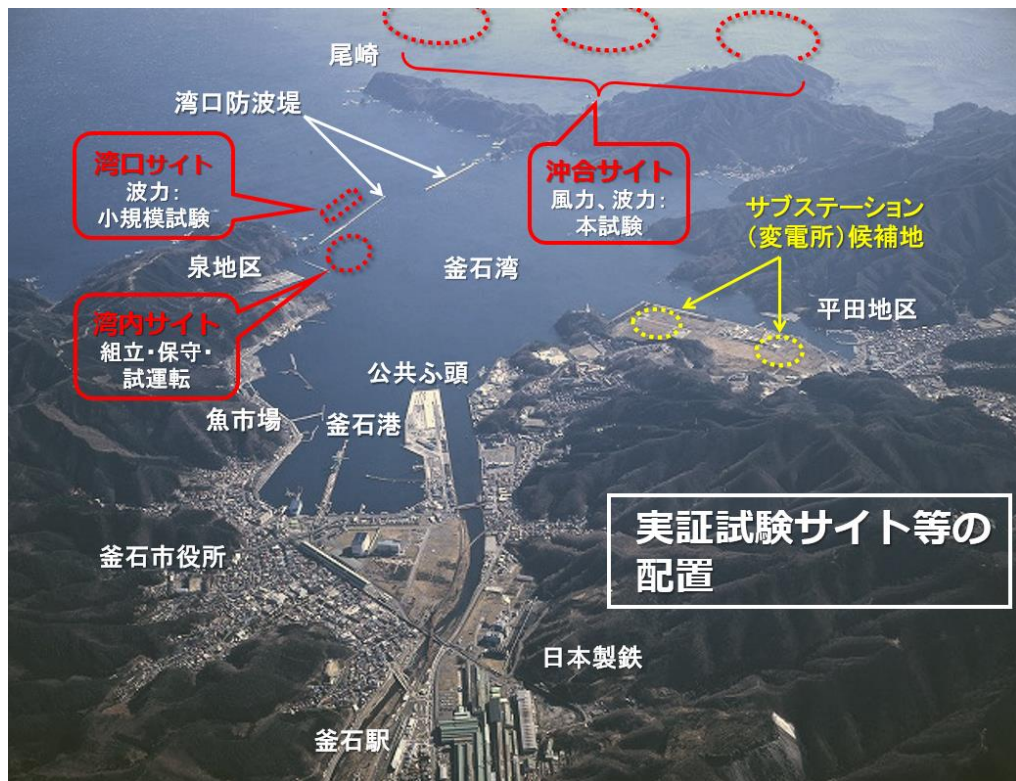 尾崎
湾口防波堤
湾口サイト
波力:
小規模試験
沖合サイト
風力、波力:
本試験
サブステーション
(変電所)候補地
泉地区
釜石湾
平田地区
湾内サイト
組立・保守・
試運転
公共ふ頭
魚市場
釜石港
実証試験サイト等の
配置
釜石市役所
日本製鉄
釜石駅